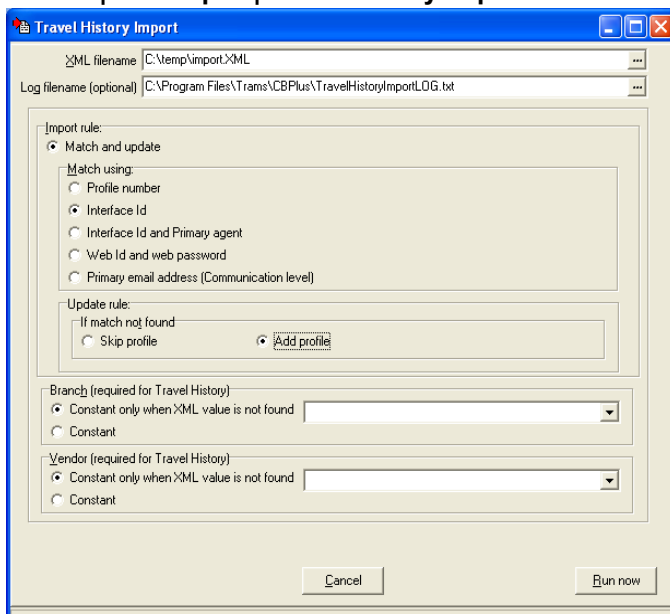 Travel History Import
XML filename C:\temp\import.XML ...
Log filename (optional) C:\Program Files\Trams\CBPlus\TravelHistoryImportLOG.txt ...
Import rule:
Match and update
Match using:
Profile number
Interface Id
Interface Id and Primary agent
Web Id and web password
Primary email address (Communication level)
Update rule:
If match not found
Skip profile Add profile
Branch (required for Travel History)
Constant only when XML value is not found
Constant
Vendor (required for Travel History)
Constant only when XML value is not found
Constant
Cancel Run now